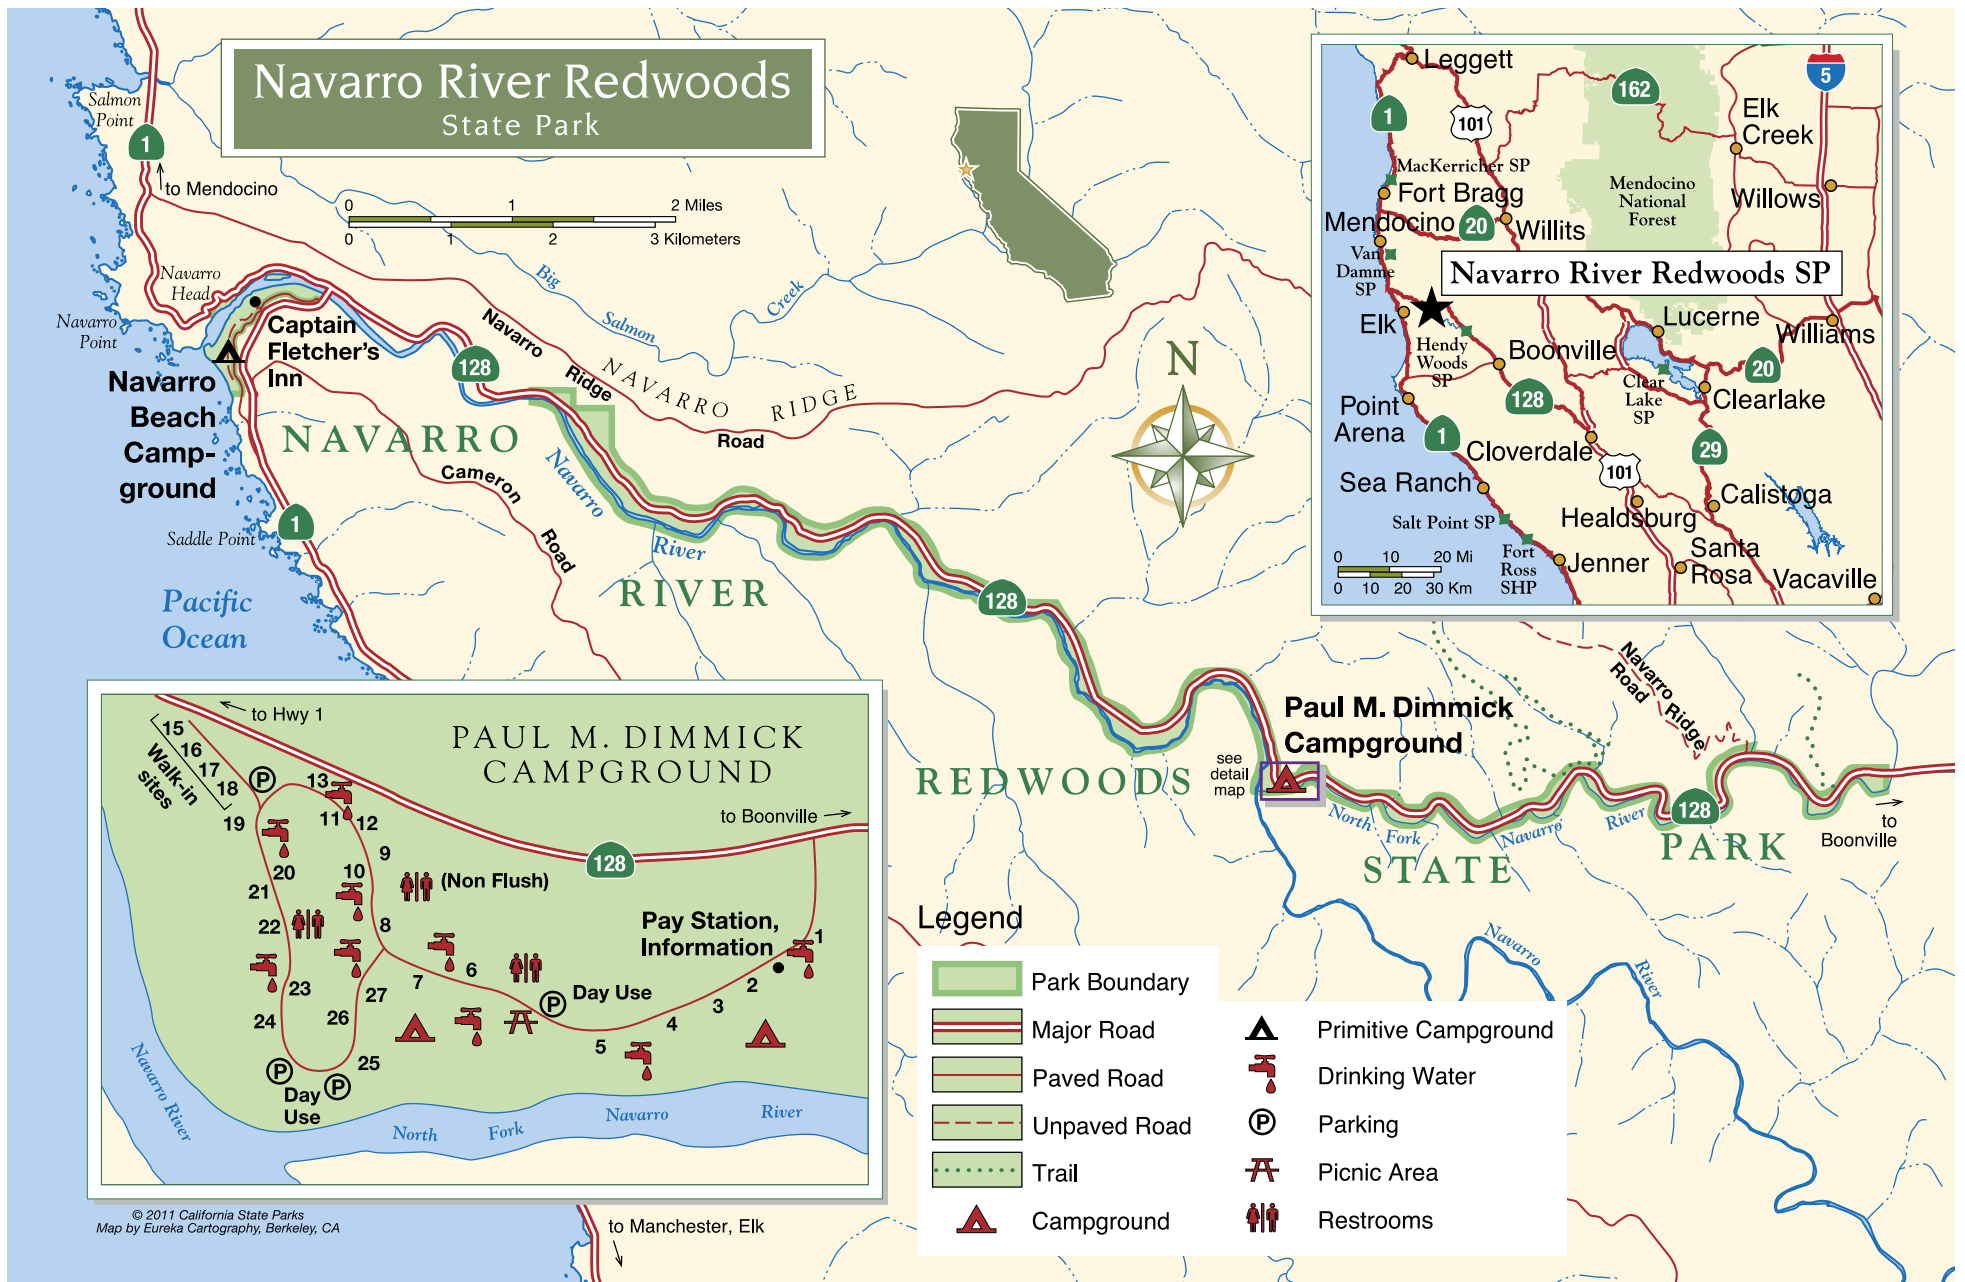 Navarro River Redwoods
State Park
Salmon
Point
1
to Mendocino
0 1 2 Miles
0 1 2 3 Kilometers
Navarro
Head
Navarro
Point
Captain
Fletcher's
Inn
Navarro
Beach
Camp-
ground
Big
Salmon
Creek
Navarro
Ridge
Road
NAVARRO RIDGE
128
NAVARRO
RIVER
REDWOODS
STATE
PARK
Cameron
Road
Navarro
River
1
Saddle Point
Pacific
Ocean
N
128
Paul M. Dimmick
Campground
see
detail
map
Navarro Ridge
Road
North
Fork
Navarro
River
128
to
Boonville
Navarro
River
Leggett
1
101
162
5
Elk
Creek
MacKerricher SP
Fort Bragg
Mendocino
National
Forest
Willows
Mendocino
20
Willits
Van
Damme
SP
Navarro River Redwoods SP
Elk
Lucerne
Williams
Hendy
Woods
SP
Boonville
20
Clear
Lake
SP
Clearlake
128
Point
Arena
1
Cloverdale
29
101
Sea Ranch
Calistoga
Salt Point SP
Healdsburg
Fort
Ross
SHP
Jenner
Santa
Rosa
Vacaville
0 10 20 Mi
0 10 20 30 Km
PAUL M. DIMMICK
CAMPGROUND
to Hwy 1
to Boonville
128
15
16
17
18
Walk-in
sites
P
19
13
11
12
20
9
10
21
(Non Flush)
22
8
Pay Station,
Information
1
6
7
23
27
P
Day Use
2
3
4
24
26
5
25
P
P
Day
Use
Navarro River
North
Fork
Navarro
River
© 2011 California State Parks
Map by Eureka Cartography, Berkeley, CA
to Manchester, Elk
Legend
Park Boundary
Major Road
Paved Road
Unpaved Road
Trail
Campground
Primitive Campground
Drinking Water
P Parking
Picnic Area
Restrooms